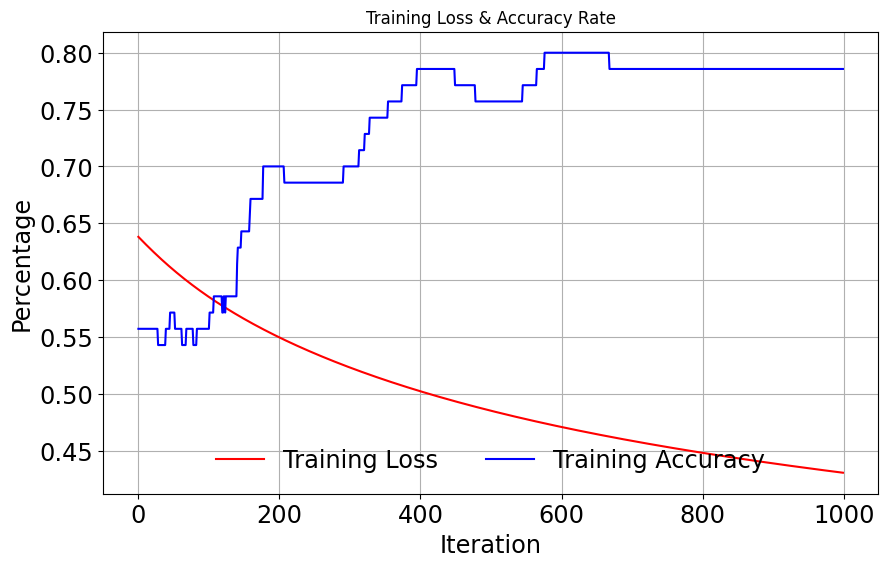 Training Loss & Accuracy Rate
Percentage
0.80
0.75
0.70
0.65
0.60
0.55
0.50
0.45
Training Loss Training Accuracy
0 200 400 600 800 1000
Iteration